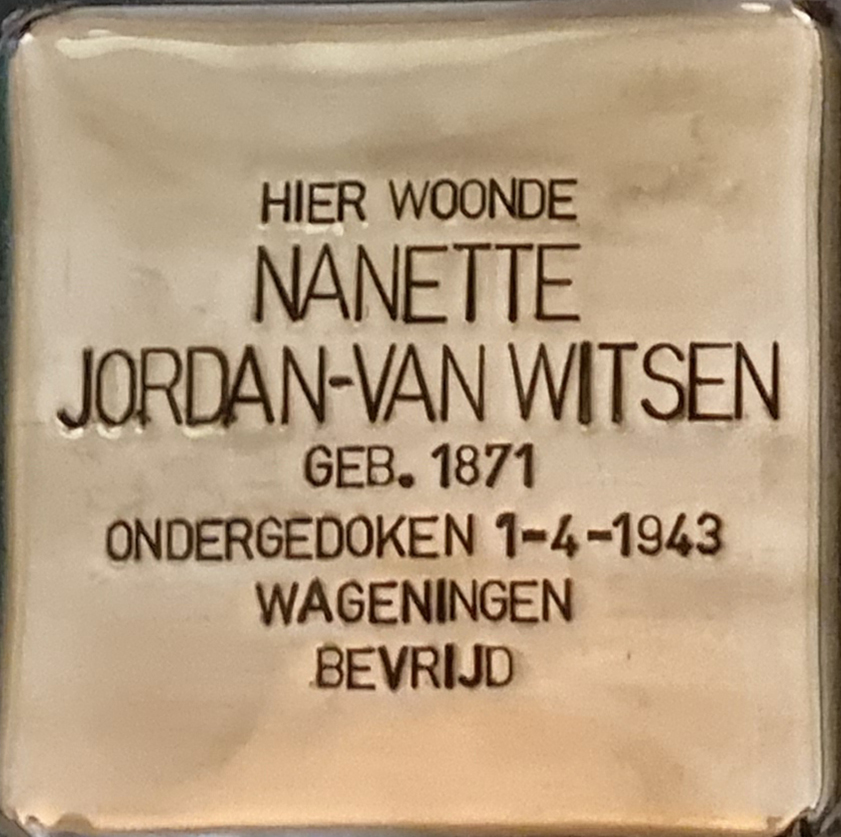 HIER WOONDE
NANETTE
JORDAN-VAN WITSEN
GEB. 1871
ONDERGEDOKEN 1-4-1943
WAGENINGEN
BEVRIJD